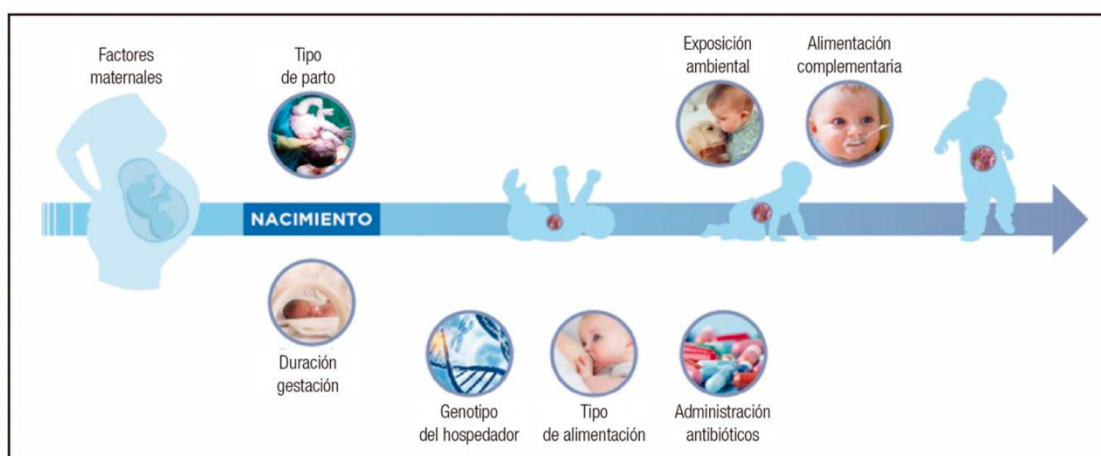 Factores
maternales
Tipo
de parto
Exposición
ambiental
Alimentación
complementaria
NACIMIENTO
Duración
gestación
Genotipo
del hospedador
Tipo
de alimentación
Administración
antibióticos